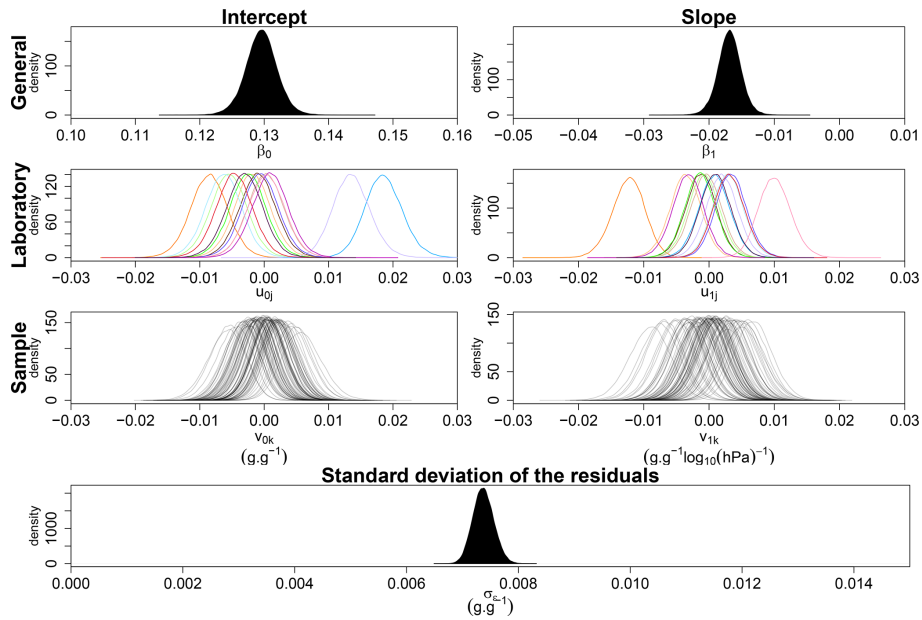 Intercept
Slope
General
density
0 100
0.10 0.11 0.12 0.13 0.14 0.15 0.16
β0
density
0 100
−0.05 −0.04 −0.03 −0.02 −0.01 0.00 0.01
β1
Laboratory
density
0 60 140
−0.03 −0.02 −0.01 0.00 0.01 0.02 0.03
u0j
density
0 100
−0.03 −0.02 −0.01 0.00 0.01 0.02 0.03
u1j
Sample
density
0 50 150
−0.03 −0.02 −0.01 0.00 0.01 0.02 0.03
v0k
(g.g⁻¹)
density
0 50 150
−0.03 −0.02 −0.01 0.00 0.01 0.02 0.03
v1k
(g.g⁻¹log₁₀(hPa)⁻¹)
Standard deviation of the residuals
density
0 1000
0.000 0.002 0.004 0.006 0.008 0.010 0.012 0.014
σε
(g.g⁻¹)